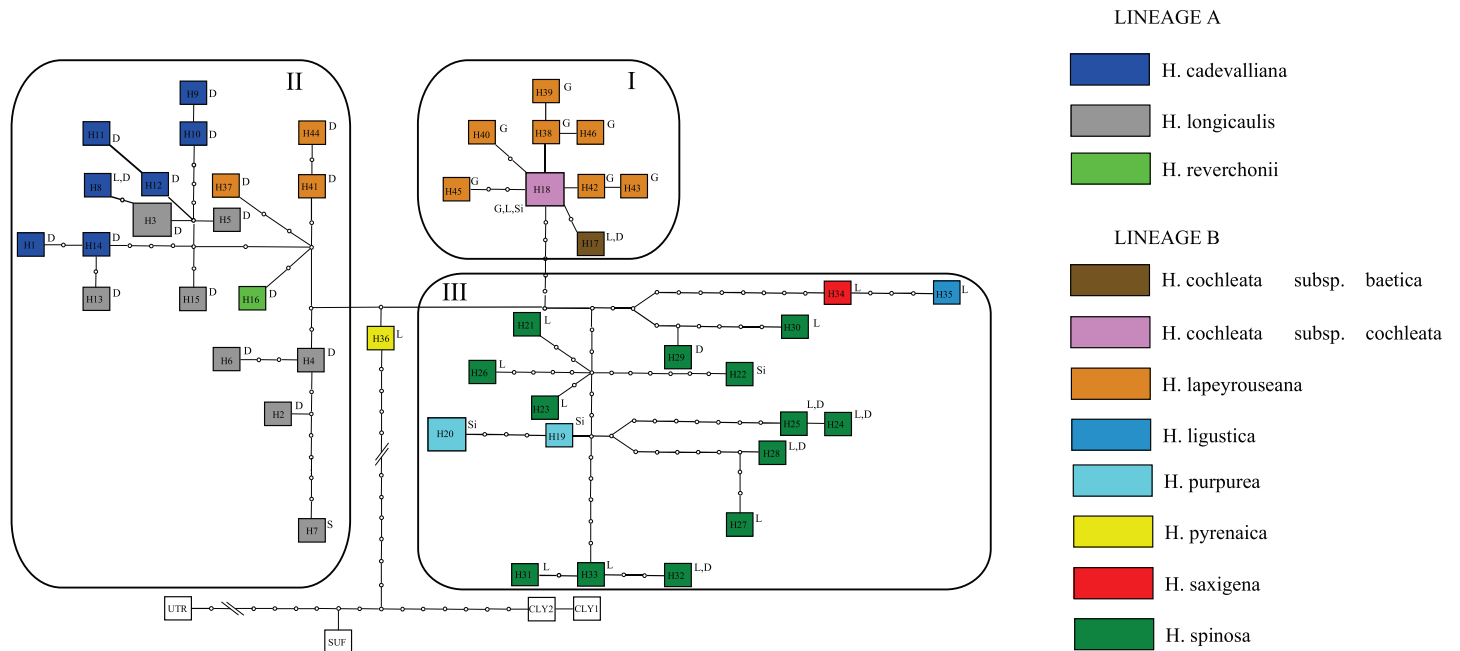 II
H9 D
H11 D
H10 D
H44 D
H8 L,D
H12 D
H37 D
H41 D
H3 D
H5 D
H1 D
H14 D
H13 D
H15 D
H16 D
H6 D
H4 D
H2 D
H7 S
I
H39 G
H40 G
H38 G
H46 G
H45 G
H18
G,L,Si
H42 G
H43 G
H17 L,D
H36 L
III
H34 L
H35 L
H21 L
H30 L
H29 D
H26 L
H22 Si
H23 L
H20 Si
H19 Si
H25 L,D
H24 L,D
H28 L,D
H27 L
H31 L
H33 L
H32 L,D
UTR
CLY2
CLY1
SUF
LINEAGE A
H. cadevalliana
H. longicaulis
H. reverchonii
LINEAGE B
H. cochleata subsp. baetica
H. cochleata subsp. cochleata
H. lapeyrouseana
H. ligustica
H. purpurea
H. pyrenaica
H. saxigena
H. spinosa